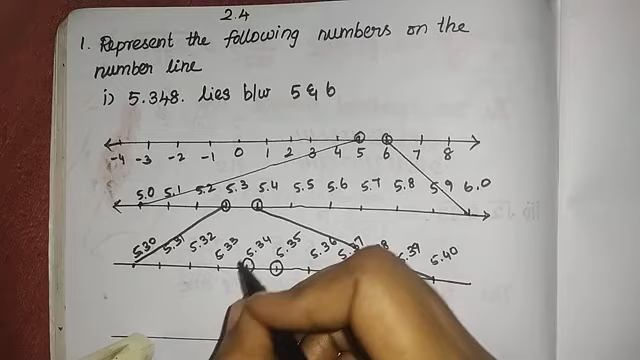 2.4
1. Represent the following numbers on the
number line
i) 5.348. lies b/w 5 & 6
-4 -3 -2 -1 0 1 2 3 4 5 6 7 8
5.0 5.1 5.2 5.3 5.4 5.5 5.6 5.7 5.8 5.9 6.0
5.30 5.31 5.32 5.33 5.34 5.35 5.36 5.37 8 .39 5.40